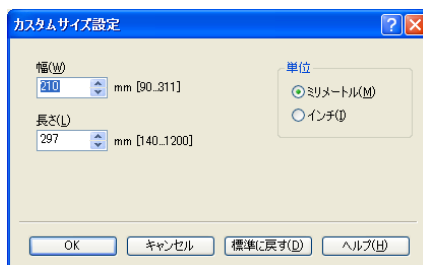 カスタムサイズ設定
幅(W)
210 mm [90..311]
長さ(L)
297 mm [140..1200]
単位
ミリメートル(M)
インチ(I)
OK キャンセル 標準に戻す(D) ヘルプ(H)